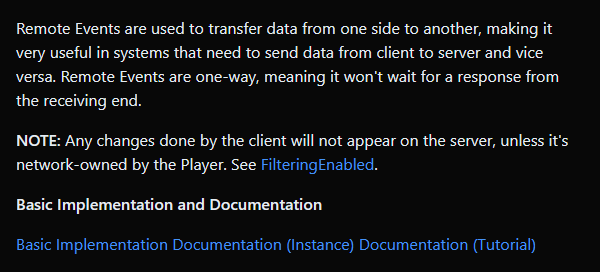 Remote Events are used to transfer data from one side to another, making it
very useful in systems that need to send data from client to server and vice
versa. Remote Events are one-way, meaning it won't wait for a response from
the receiving end.
NOTE: Any changes done by the client will not appear on the server, unless it's
network-owned by the Player. See FilteringEnabled.
Basic Implementation and Documentation
Basic Implementation Documentation (Instance) Documentation (Tutorial)